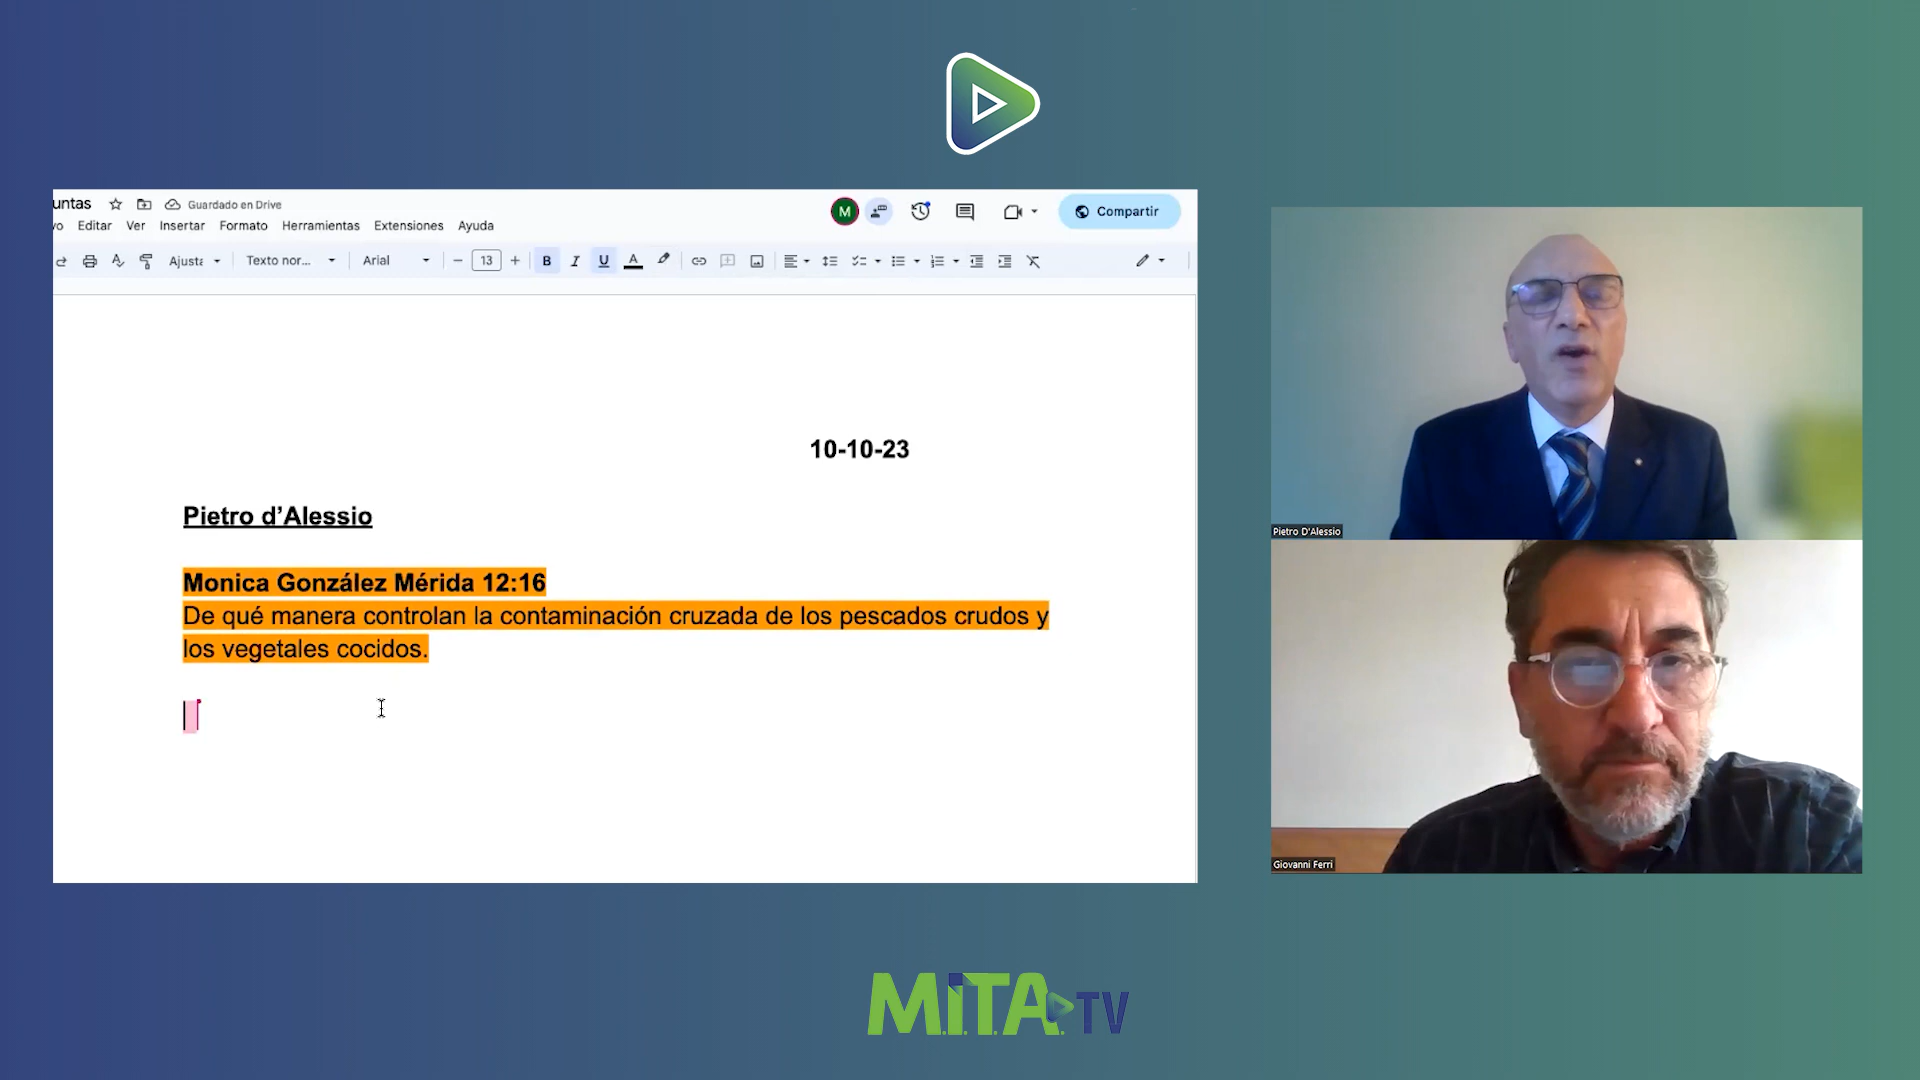 untas
Guardado en Drive
vo Editar Ver Insertar Formato Herramientas Extensiones Ayuda
M
Compartir
Ajusta Texto nor... Arial − 13 + B I U A
10-10-23
Pietro d’Alessio
Monica González Mérida 12:16
De qué manera controlan la contaminación cruzada de los pescados crudos y
los vegetales cocidos.
Pietro D'Alessio
Giovanni Ferri
M.I.T.A. TV